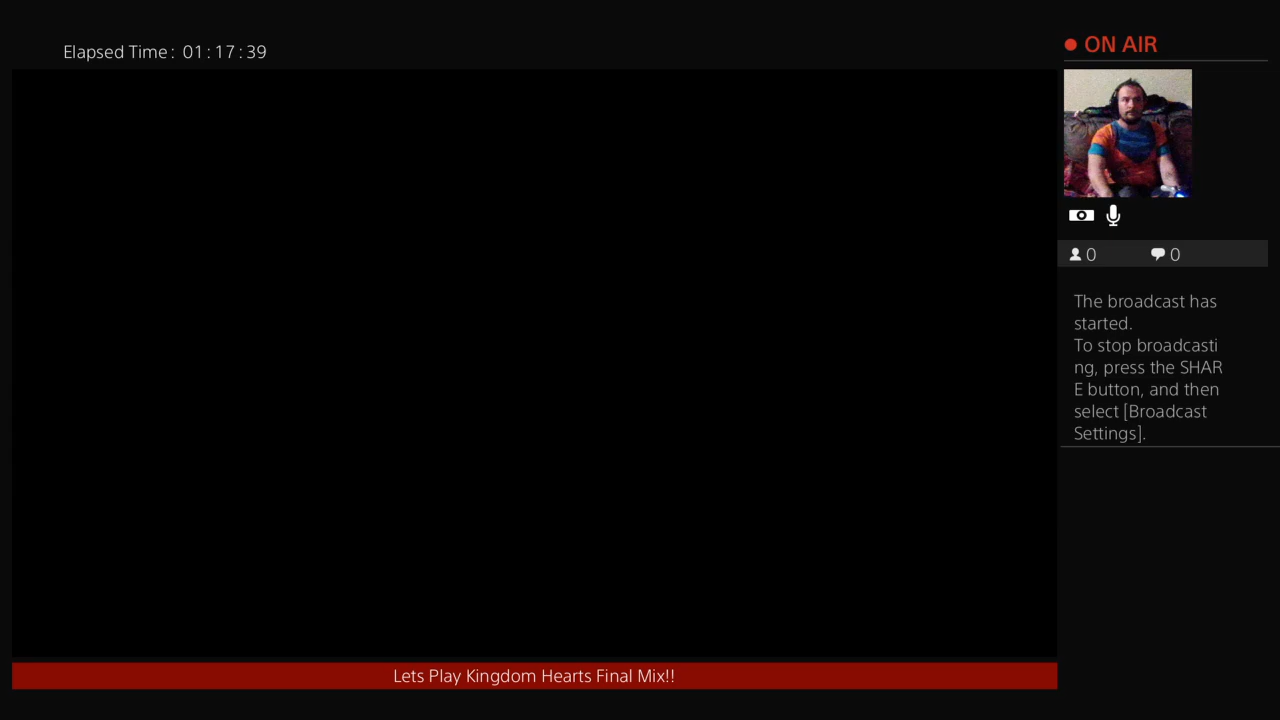 Elapsed Time: 01:17:39
ON AIR
0 0
The broadcast has
started.
To stop broadcasti
ng, press the SHAR
E button, and then
select [Broadcast
Settings].
Lets Play Kingdom Hearts Final Mix!!